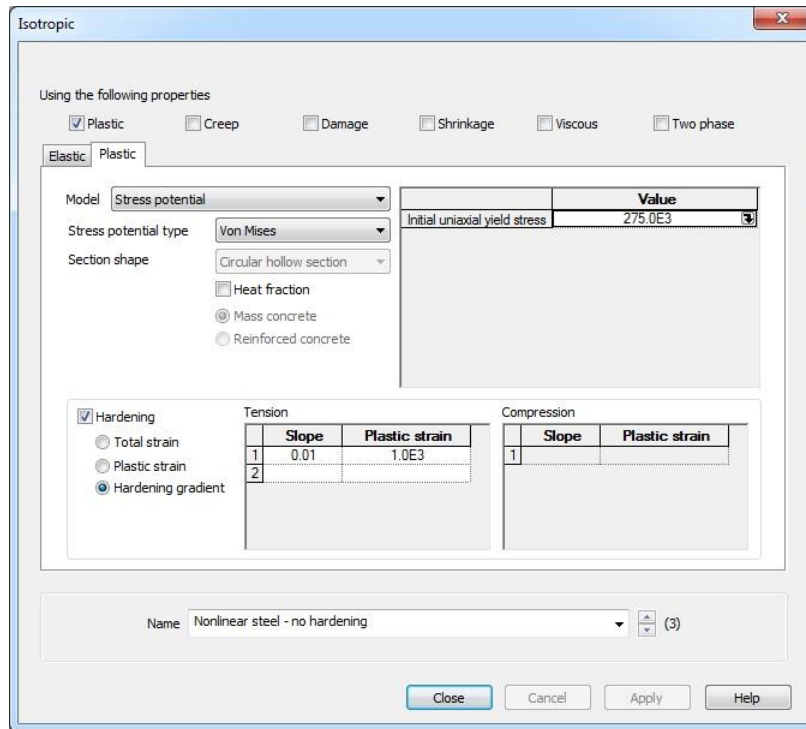 Isotropic
Using the following properties
Plastic Creep Damage Shrinkage Viscous Two phase
Elastic Plastic
Model Stress potential
Stress potential type Von Mises
Section shape Circular hollow section
Heat fraction
Mass concrete
Reinforced concrete
Value
Initial uniaxial yield stress 275.0E3
Hardening
Total strain
Plastic strain
Hardening gradient
Tension
Slope Plastic strain
1 0.01 1.0E3
2
Compression
Slope Plastic strain
1
Name Nonlinear steel - no hardening (3)
Close Cancel Apply Help